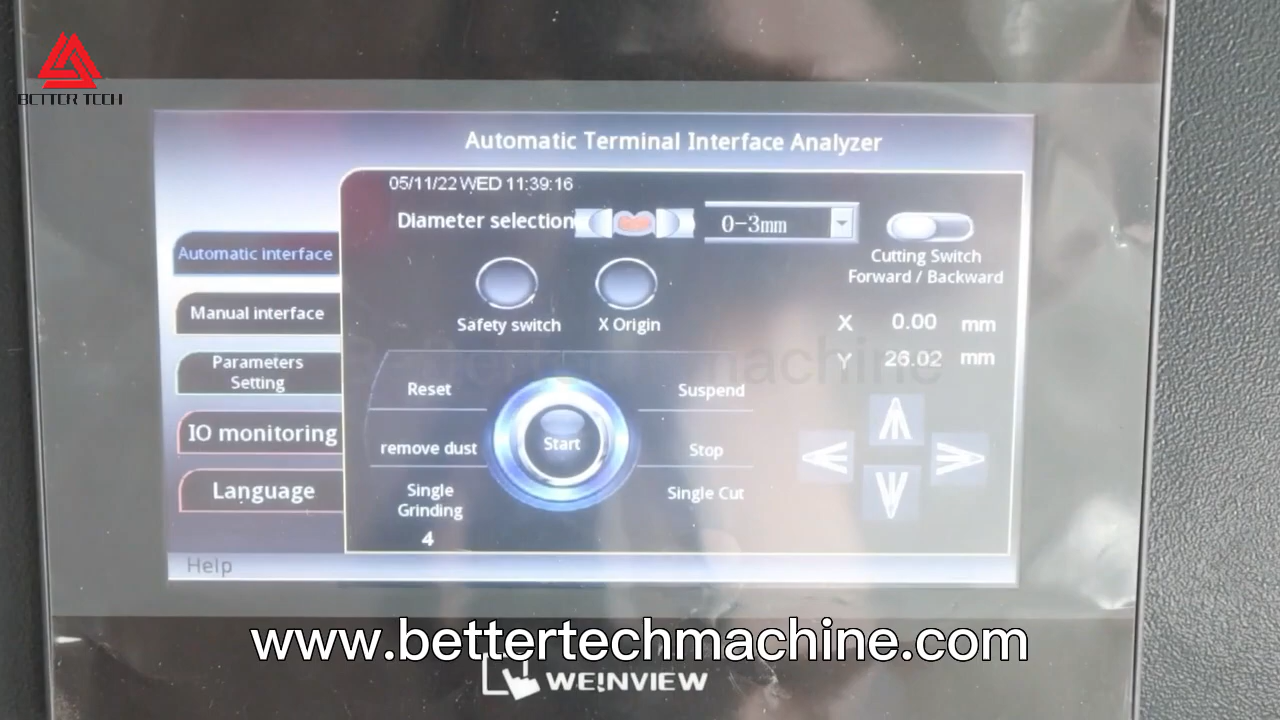 BETTER TECH
Automatic Terminal Interface Analyzer
05/11/22 WED 11:39:16
Diameter selection
0-3mm
Cutting Switch
Forward / Backward
Automatic interface
Manual interface
Parameters
Setting
IO monitoring
Language
Safety switch
X Origin
X 0.00 mm
Y 26.02 mm
Reset
Suspend
remove dust
Start
Stop
Single
Grinding
Single Cut
4
Help
www.bettertechmachine.com
WE!NVIEW